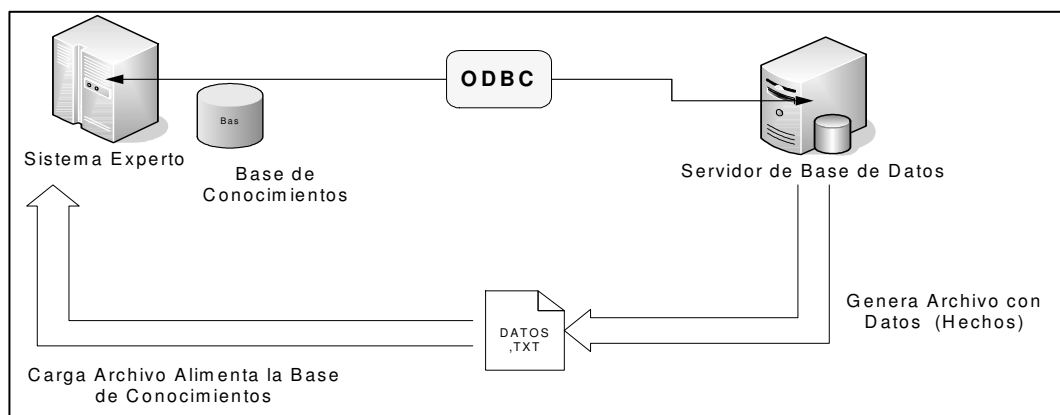 ODBC
Bas
Sistema Experto
Base de
Conocimientos
Servidor de Base de Datos
DATOS
,TXT
Genera Archivo con
Datos (Hechos)
Carga Archivo Alimenta la Base
de Conocimientos